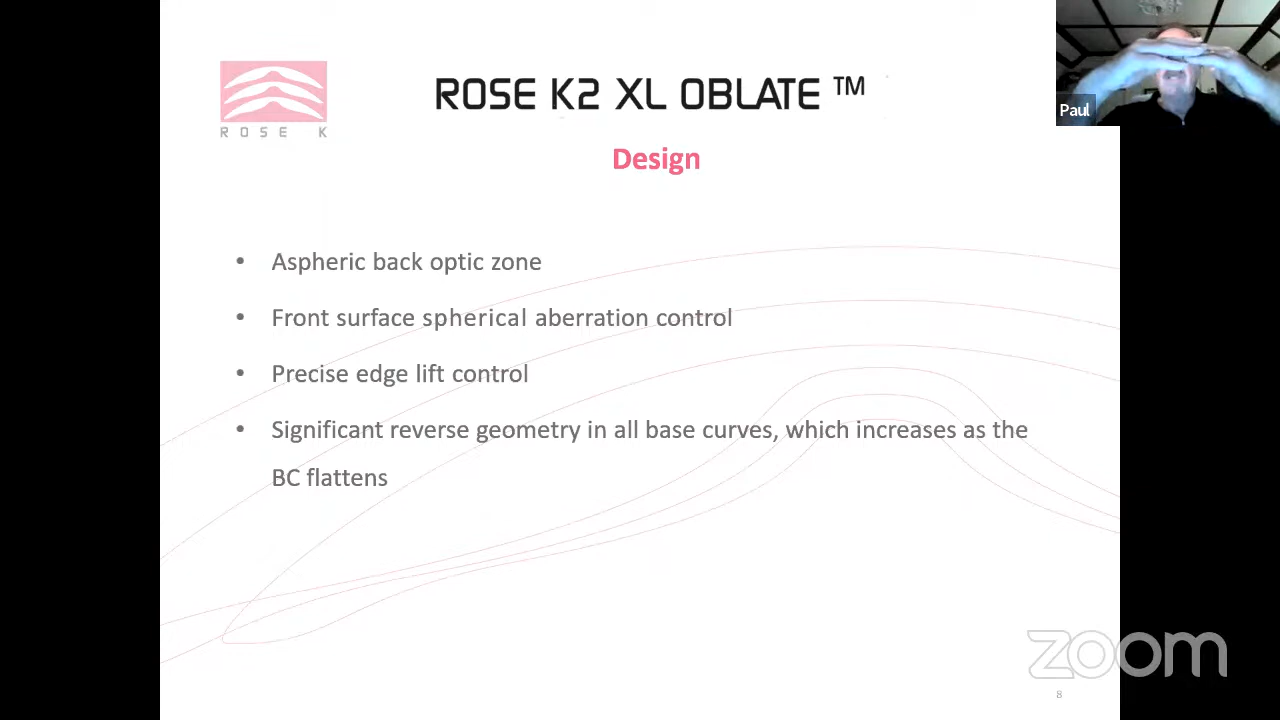 ROSE K2 XL OBLATE ™
ROSE K
Paul
Design
• Aspheric back optic zone
• Front surface spherical aberration control
• Precise edge lift control
• Significant reverse geometry in all base curves, which increases as the
BC flattens
zoom
8